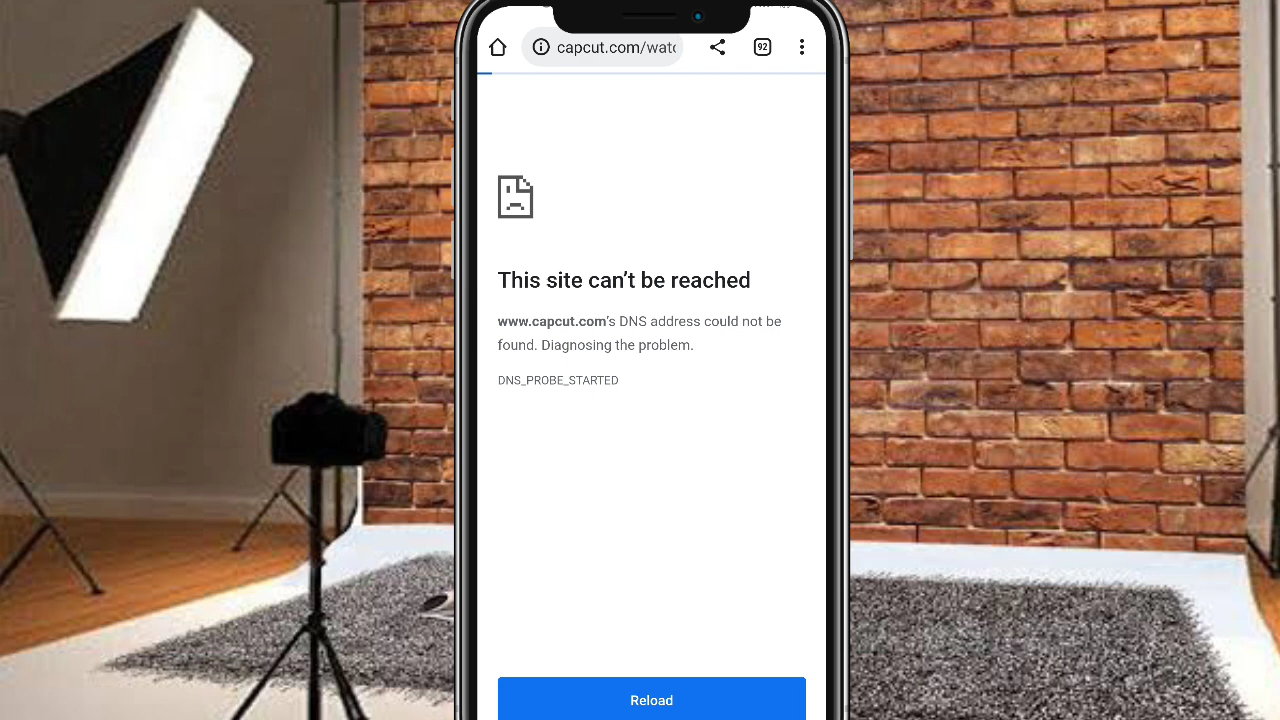 capcut.com/watc
92
This site can't be reached
www.capcut.com's DNS address could not be
found. Diagnosing the problem.
DNS_PROBE_STARTED
Reload